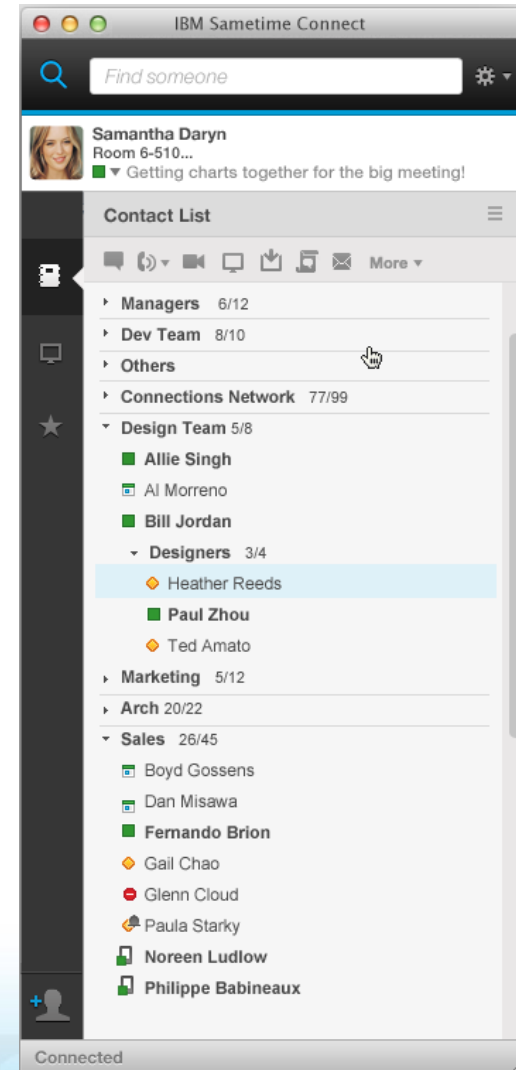 IBM Sametime Connect
Find someone
Samantha Daryn
Room 6-510...
Getting charts together for the big meeting!
Contact List
More
Managers 6/12
Dev Team 8/10
Others
Connections Network 77/99
Design Team 5/8
Allie Singh
Al Morreno
Bill Jordan
Designers 3/4
Heather Reeds
Paul Zhou
Ted Amato
Marketing 5/12
Arch 20/22
Sales 26/45
Boyd Gossens
Dan Misawa
Fernando Brion
Gail Chao
Glenn Cloud
Paula Starky
Noreen Ludlow
Philippe Babineaux
Connected